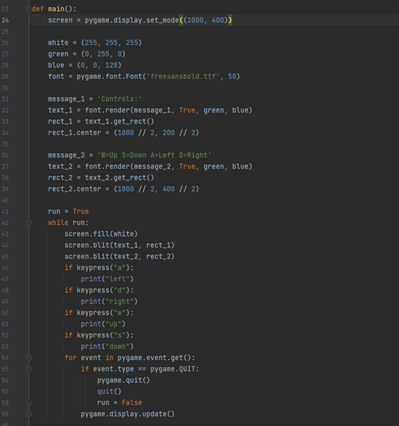 23 def main():
24 screen = pygame.display.set_mode((1000, 400))
25
26 white = (255, 255, 255)
27 green = (0, 255, 0)
28 blue = (0, 0, 128)
29 font = pygame.font.Font('freesansbold.ttf', 50)
30
31 message_1 = 'Controls:'
32 text_1 = font.render(message_1, True, green, blue)
33 rect_1 = text_1.get_rect()
34 rect_1.center = (1000 // 2, 200 // 2)
35
36 message_2 = 'W=Up S=Down A=Left D=Right'
37 text_2 = font.render(message_2, True, green, blue)
38 rect_2 = text_2.get_rect()
39 rect_2.center = (1000 // 2, 400 // 2)
40
41 run = True
42 while run:
43 screen.fill(white)
44 screen.blit(text_1, rect_1)
45 screen.blit(text_2, rect_2)
46 if keypress("a"):
47 print("left")
48 if keypress("d"):
49 print("right")
50 if keypress("w"):
51 print("up")
52 if keypress("s"):
53 print("down")
54 for event in pygame.event.get():
55 if event.type == pygame.QUIT:
56 pygame.quit()
57 quit()
58 run = False
59 pygame.display.update()